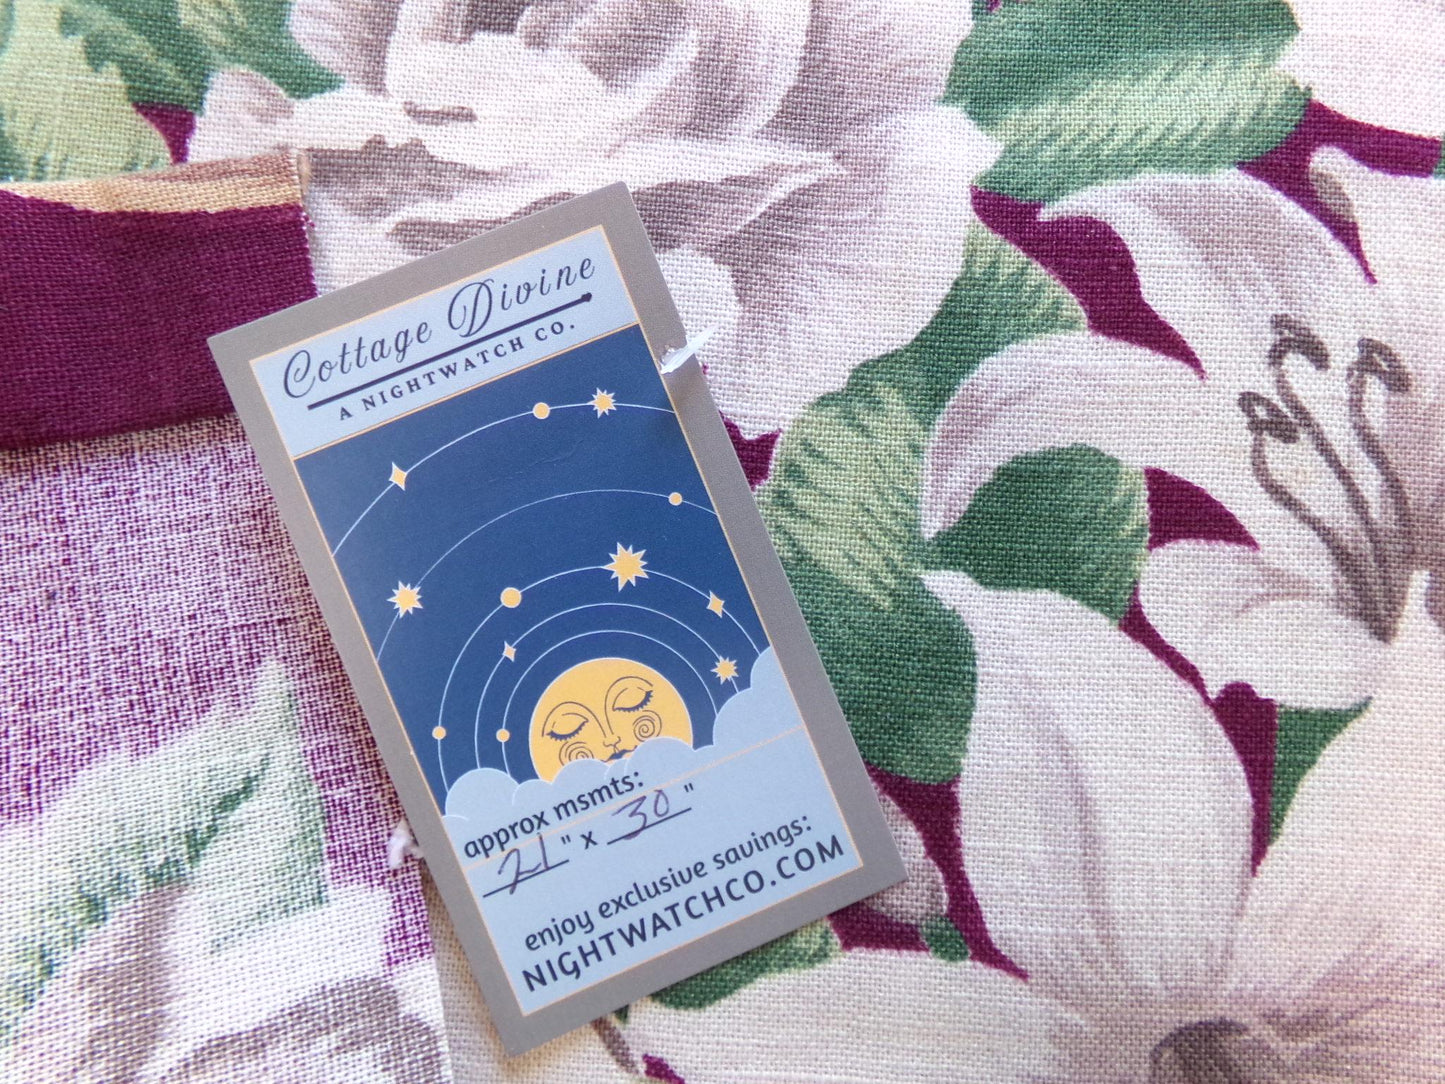 Cottage Divine
A NIGHTWATCH CO.
approx msmts:
21" x 30"
enjoy exclusive savings:
NIGHTWATCHCO.COM